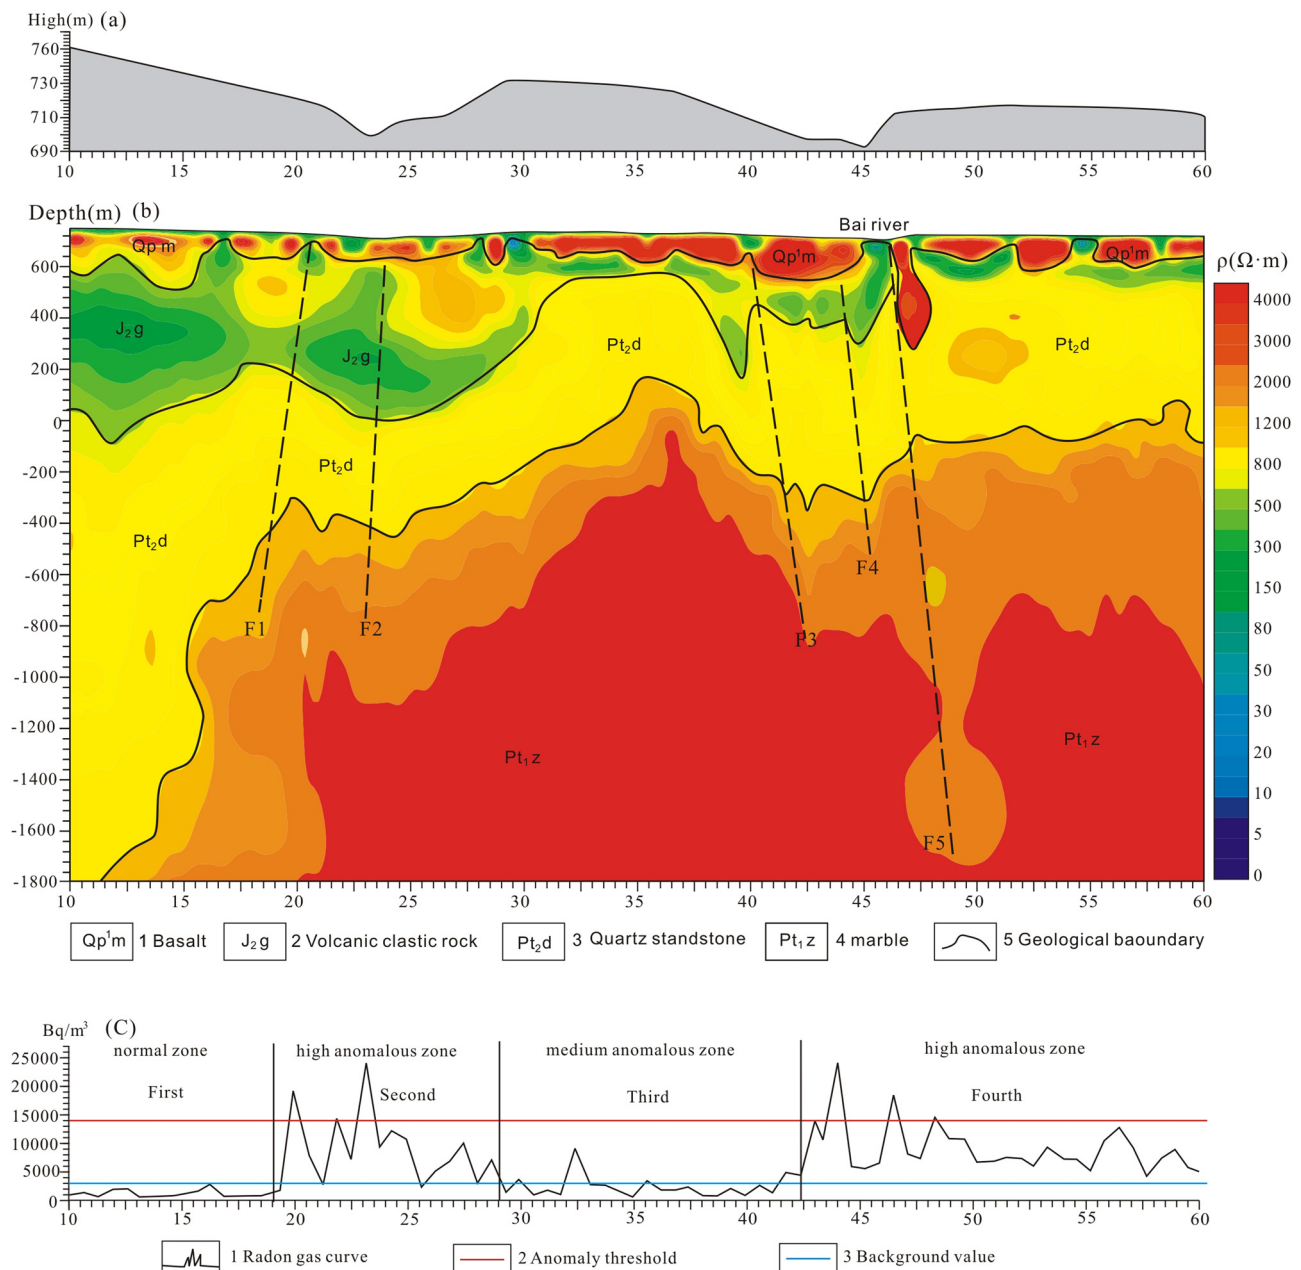 High(m) (a)
760
730
710
690
10 15 20 25 30 35 40 45 50 55 60
Depth(m) (b)
Bai river
Qp m
Qp¹m
Qp¹m
ρ(Ω·m)
600
400
200
0
-200
-400
-600
-800
-1000
-1200
-1400
-1600
-1800
J₂g
J₂g
Pt₂d
Pt₂d
Pt₂d
Pt₂d
F1
F2
F3
F4
F5
Pt₁z
Pt₁z
4000
3000
2000
1200
800
500
300
150
80
50
30
20
10
5
0
10 15 20 25 30 35 40 45 50 55 60
Qp¹m 1 Basalt J₂g 2 Volcanic clastic rock Pt₂d 3 Quartz standstone Pt₁z 4 marble 5 Geological baoundary
Bq/m³ (C)
normal zone high anomalous zone medium anomalous zone high anomalous zone
First Second Third Fourth
25000
20000
15000
10000
5000
0
10 15 20 25 30 35 40 45 50 55 60
1 Radon gas curve 2 Anomaly threshold 3 Background value